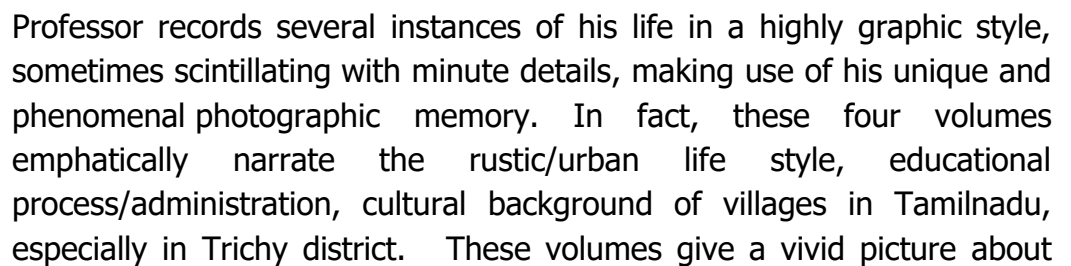 Professor records several instances of his life in a highly graphic style,
sometimes scintillating with minute details, making use of his unique and
phenomenal photographic memory. In fact, these four volumes
emphatically narrate the rustic/urban life style, educational
process/administration, cultural background of villages in Tamilnadu,
especially in Trichy district. These volumes give a vivid picture about